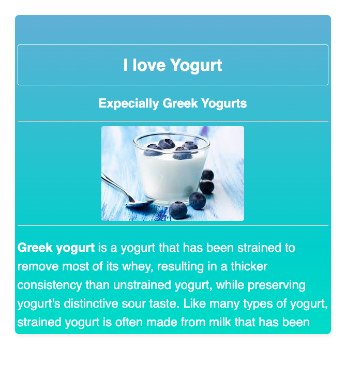 I love Yogurt
Expecially Greek Yogurts
Greek yogurt is a yogurt that has been strained to
remove most of its whey, resulting in a thicker
consistency than unstrained yogurt, while preserving
yogurt's distinctive sour taste. Like many types of yogurt,
strained yogurt is often made from milk that has been